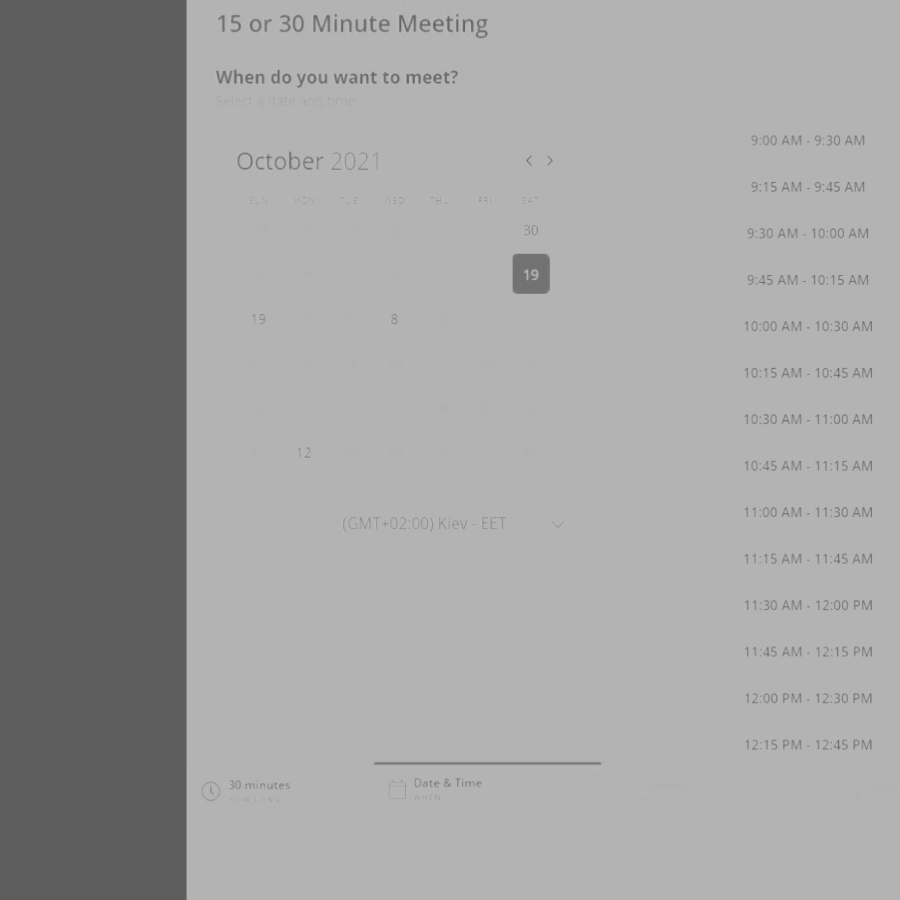 15 or 30 Minute Meeting
When do you want to meet?
Select a date and time
October 2021
SUN MON TUE WED THU FRI SAT
30
19
19 8
12
(GMT+02:00) Kiev - EET
9:00 AM - 9:30 AM
9:15 AM - 9:45 AM
9:30 AM - 10:00 AM
9:45 AM - 10:15 AM
10:00 AM - 10:30 AM
10:15 AM - 10:45 AM
10:30 AM - 11:00 AM
10:45 AM - 11:15 AM
11:00 AM - 11:30 AM
11:15 AM - 11:45 AM
11:30 AM - 12:00 PM
11:45 AM - 12:15 PM
12:00 PM - 12:30 PM
12:15 PM - 12:45 PM
30 minutes
HOW LONG
Date & Time
WHEN